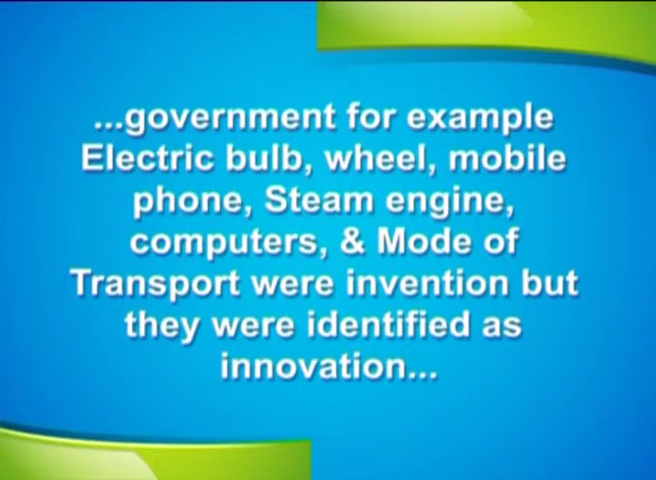 ...government for example
Electric bulb, wheel, mobile
phone, Steam engine,
computers, & Mode of
Transport were invention but
they were identified as
innovation...